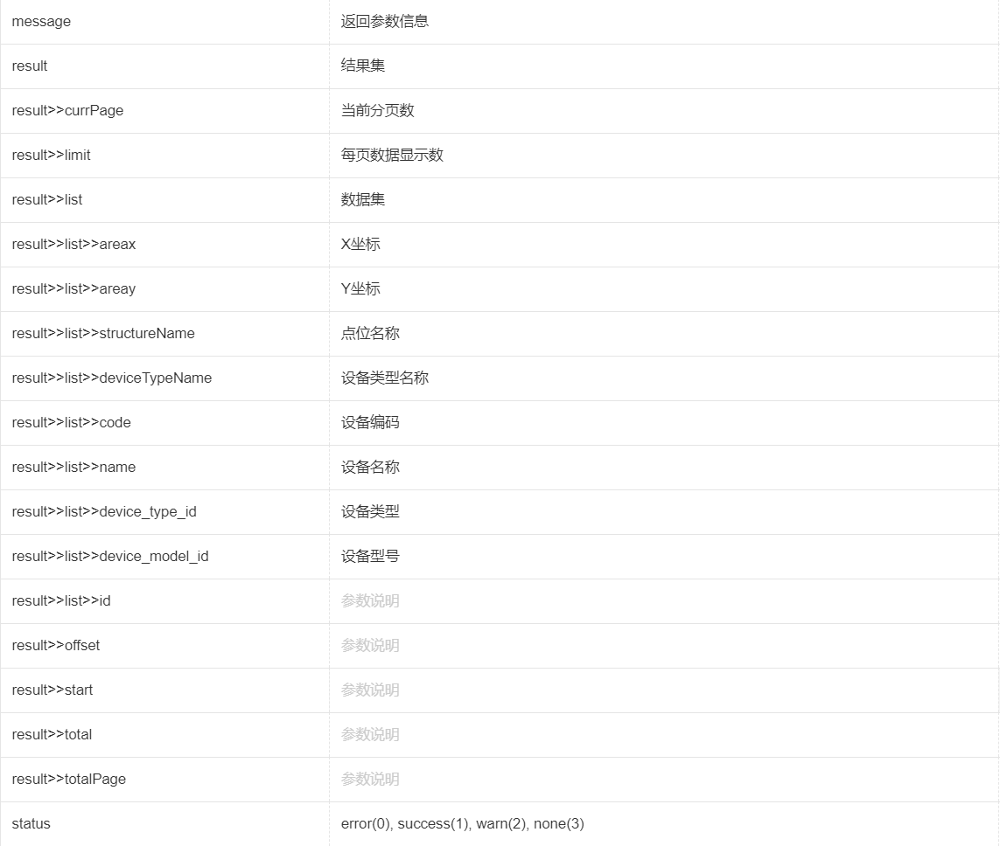 message 返回参数信息
result 结果集
result>>currPage 当前分页数
result>>limit 每页数据显示数
result>>list 数据集
result>>list>>areax X坐标
result>>list>>areay Y坐标
result>>list>>structureName 点位名称
result>>list>>deviceTypeName 设备类型名称
result>>list>>code 设备编码
result>>list>>name 设备名称
result>>list>>device_type_id 设备类型
result>>list>>device_model_id 设备型号
result>>list>>id 参数说明
result>>offset 参数说明
result>>start 参数说明
result>>total 参数说明
result>>totalPage 参数说明
status error(0), success(1), warn(2), none(3)